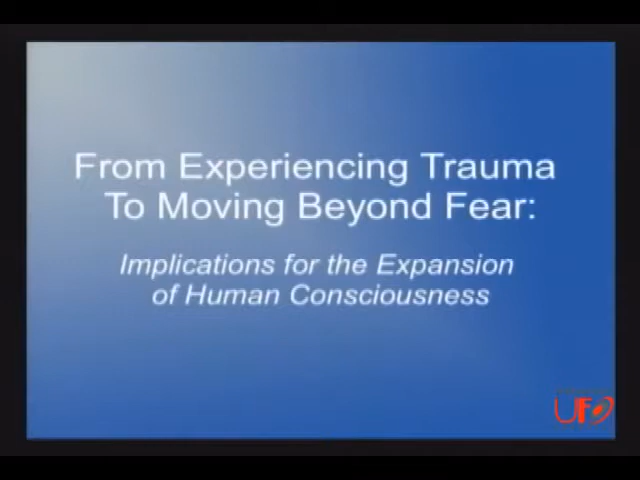 From Experiencing Trauma
To Moving Beyond Fear:
Implications for the Expansion
of Human Consciousness
UFO